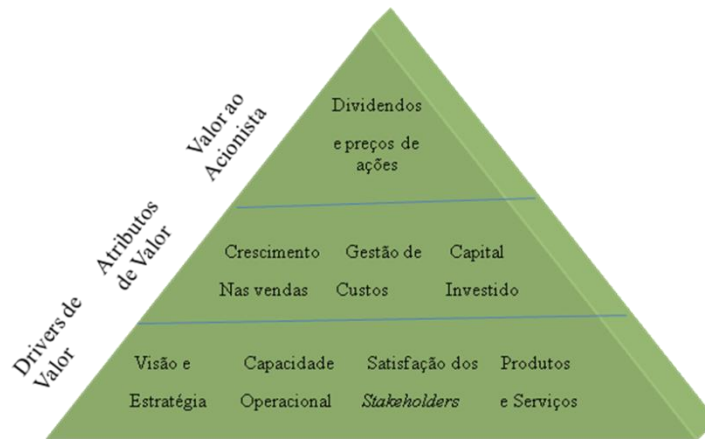 Valor ao
Acionista
Dividendos
e preços de
ações
Atributos
de Valor
Crescimento Gestão de Capital
Nas vendas Custos Investido
Drivers de
Valor
Visão e Capacidade Satisfação dos Produtos
Estratégia Operacional Stakeholders e Serviços